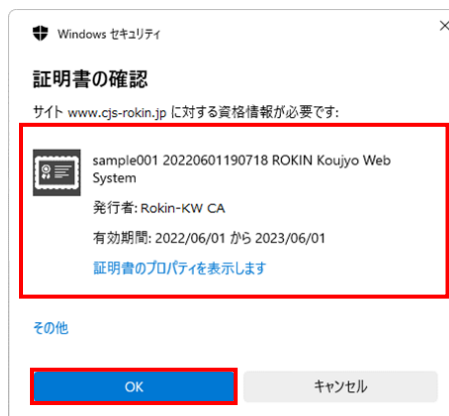 Windows セキュリティ
証明書の確認
サイト www.cjs-rokin.jp に対する資格情報が必要です:
sample001 20220601190718 ROKIN Koujyo Web
System
発行者: Rokin-KW CA
有効期間: 2022/06/01 から 2023/06/01
証明書のプロパティを表示します
その他
OK
キャンセル